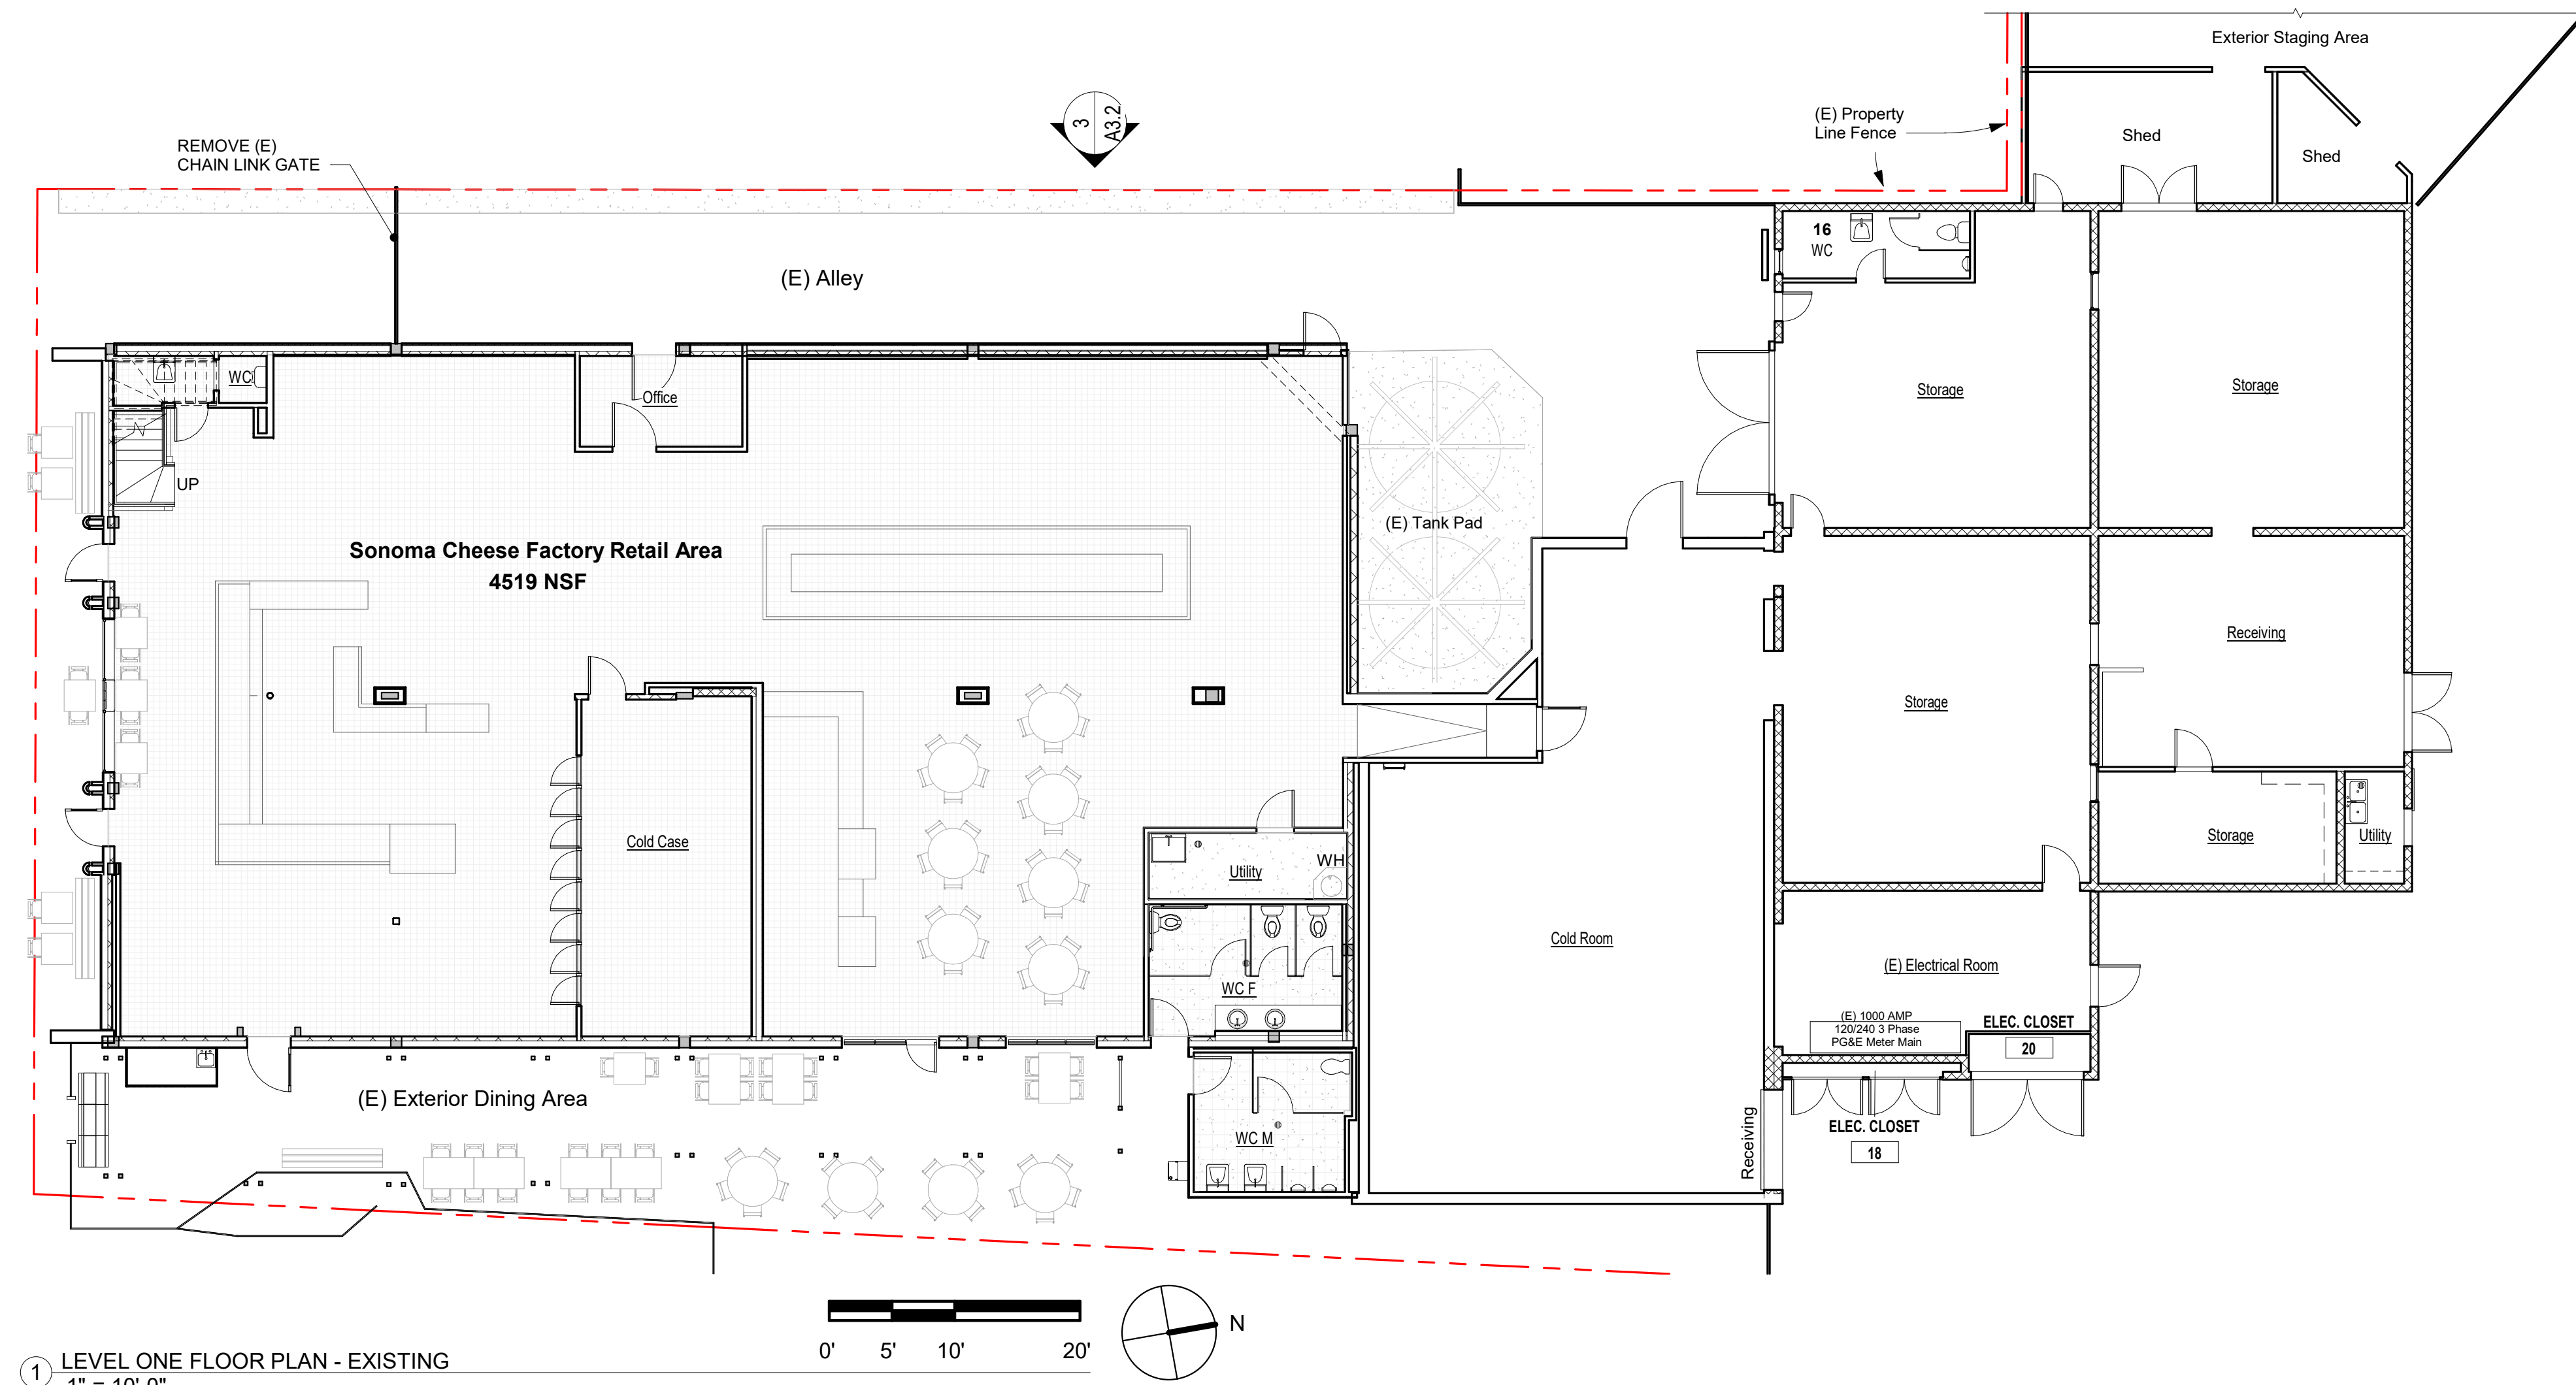 Exterior Staging Area
3
A3.2
(E) Property
Line Fence
Shed
Shed
REMOVE (E)
CHAIN LINK GATE
16
WC
(E) Alley
WC
Office
Storage
Storage
UP
(E) Tank Pad
Sonoma Cheese Factory Retail Area
4519 NSF
Receiving
Storage
Cold Case
Storage
Utility
WH
Utility
Cold Room
(E) Electrical Room
WC F
(E) 1000 AMP
120/240 3 Phase
PG&E Meter Main
ELEC. CLOSET
20
(E) Exterior Dining Area
WC M
Receiving
ELEC. CLOSET
18
N
0' 5' 10' 20'
1
LEVEL ONE FLOOR PLAN - EXISTING
1" = 10'-0"